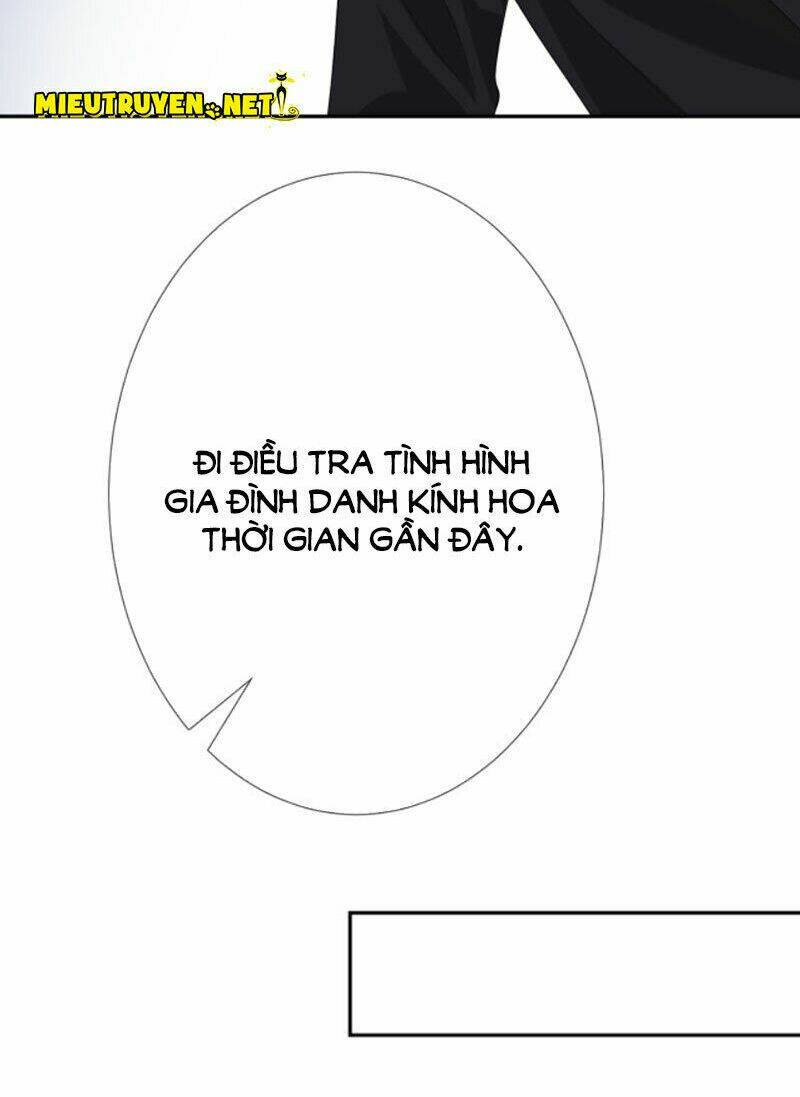 MIEUTRUYEN.NET
ĐI ĐIỀU TRA TÌNH HÌNH
GIA ĐÌNH DANH KÍNH HOA
THỜI GIAN GẦN ĐÂY.